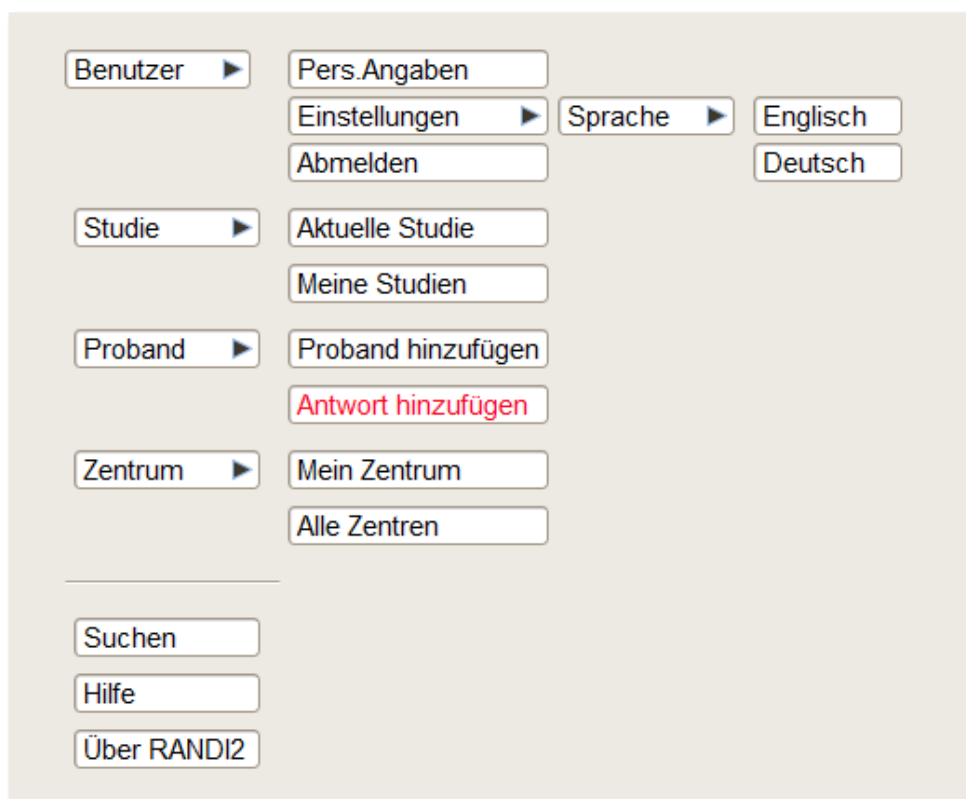 Benutzer Pers.Angaben
Einstellungen Sprache Englisch
Abmelden Deutsch
Studie Aktuelle Studie
Meine Studien
Proband Proband hinzufügen
Antwort hinzufügen
Zentrum Mein Zentrum
Alle Zentren
Suchen
Hilfe
Über RANDI2